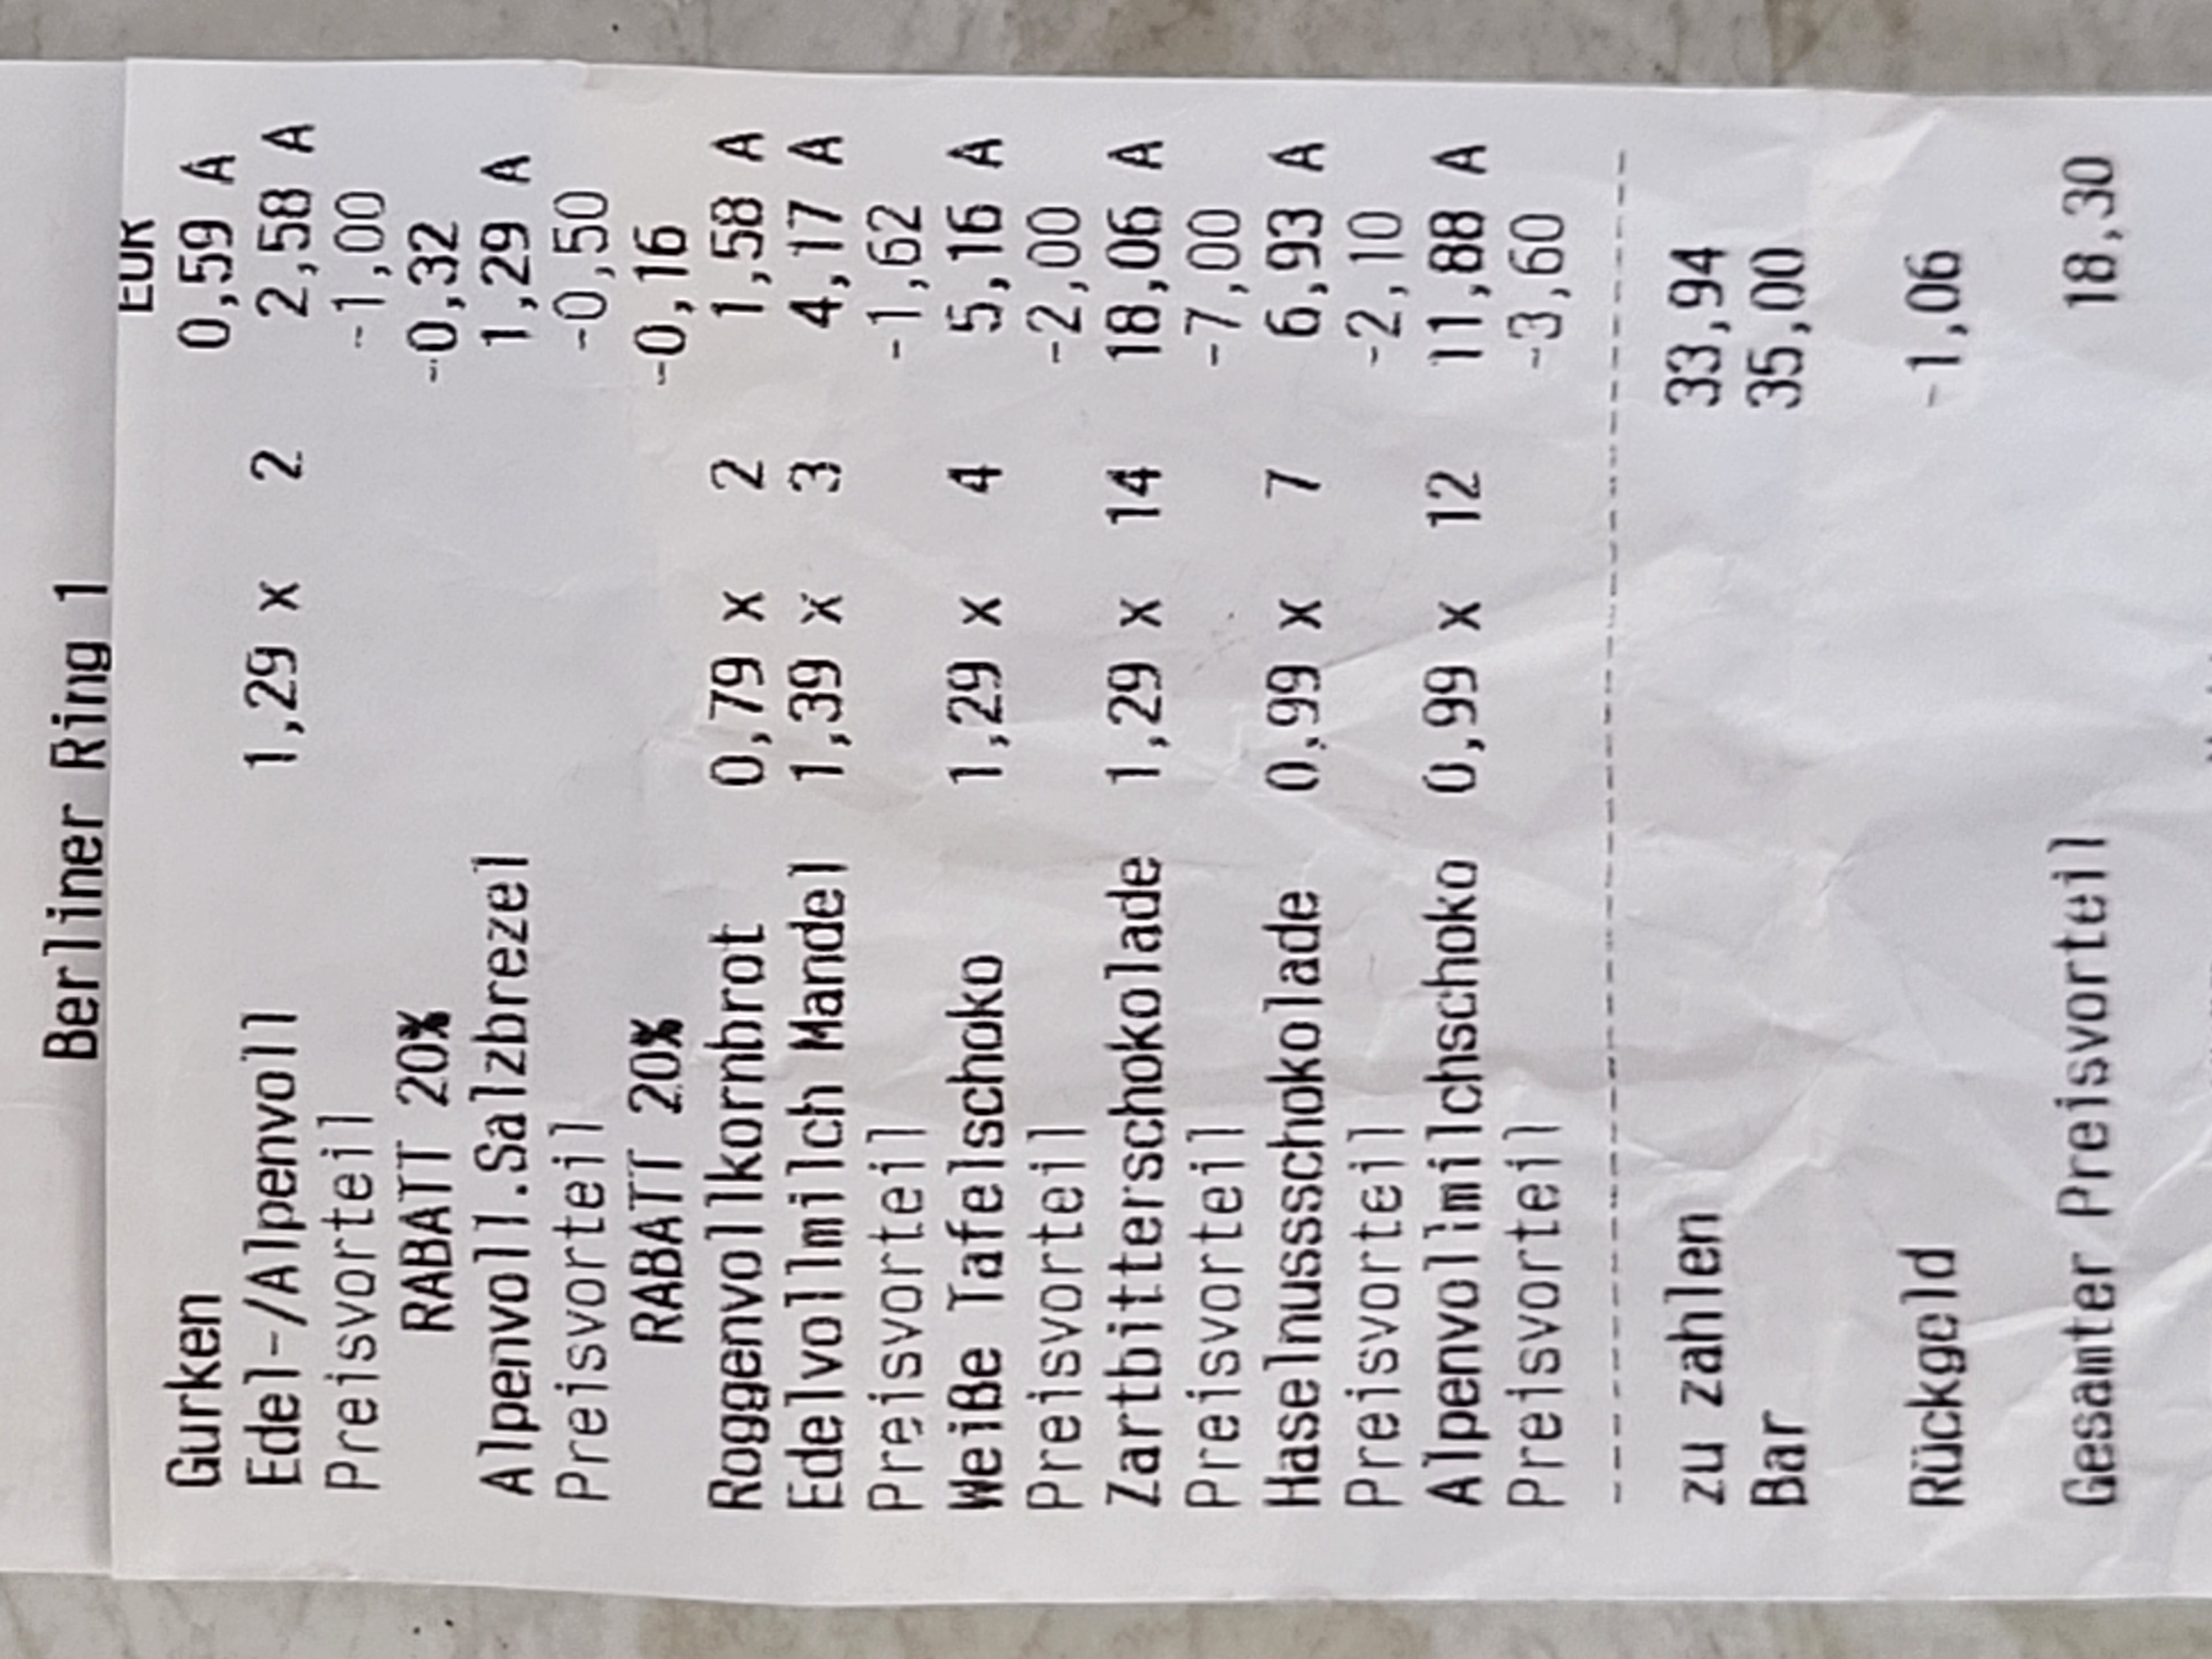 Berliner Ring 1
EUR
Gurken 0,59 A
Edel-/Alpenvoll 1,29 x 2 2,58 A
Preisvorteil -1,00
RABATT 20% -0,32
Alpenvoll.Salzbrezel 1,29 A
Preisvorteil -0,50
RABATT 20% -0,16
Roggenvollkornbrot 0,79 x 2 1,58 A
Edelvollmilch Mandel 1,39 x 3 4,17 A
Preisvorteil -1,62
Weiße Tafelschoko 1,29 x 4 5,16 A
Preisvorteil -2,00
Zartbitterschokolade 1,29 x 14 18,06 A
Preisvorteil -7,00
Haselnussschokolade 0,99 x 7 6,93 A
Preisvorteil -2,10
Alpenvollmilchschoko 0,99 x 12 11,88 A
Preisvorteil -3,60
zu zahlen 33,94
Bar 35,00
Rückgeld -1,06
Gesamter Preisvorteil 18,30